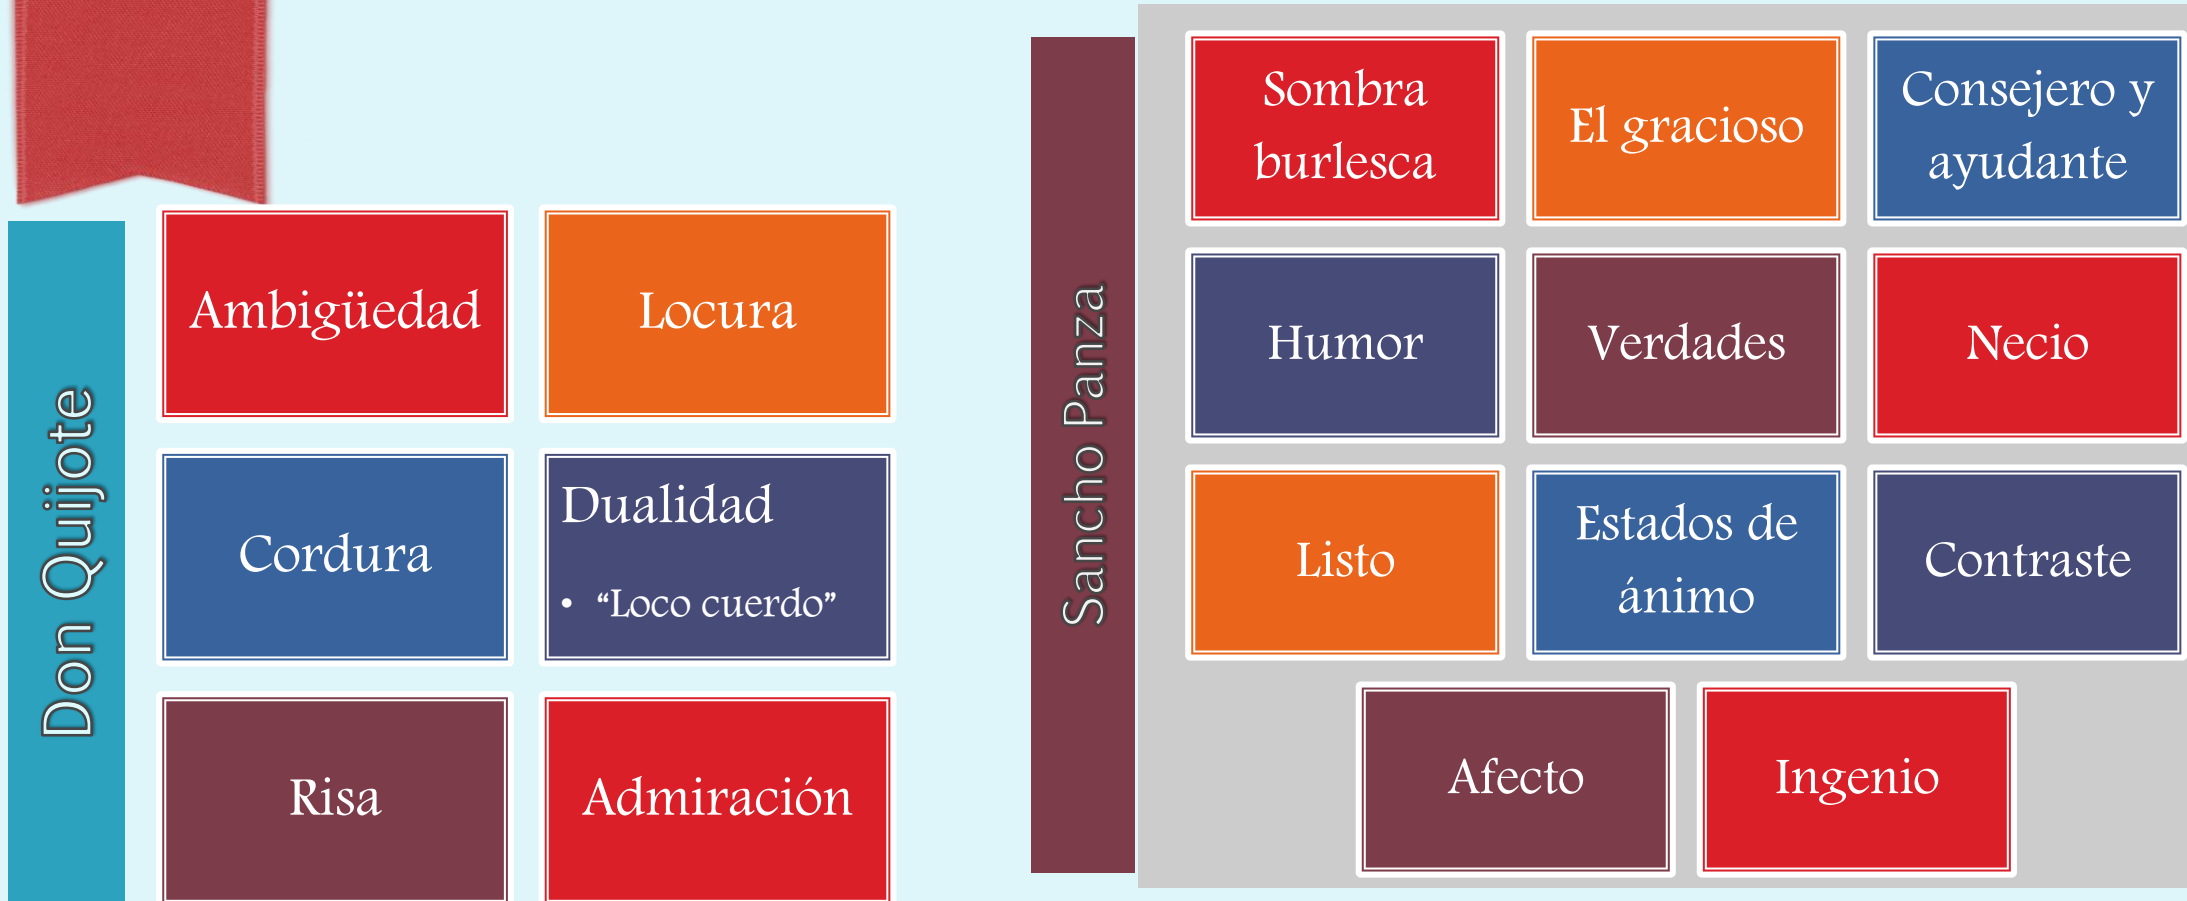 Don Quijote
Ambigüedad
Locura
Cordura
Dualidad
• “Loco cuerdo”
Risa
Admiración
Sancho Panza
Sombra
burlesca
El gracioso
Consejero y
ayudante
Humor
Verdades
Necio
Listo
Estados de
ánimo
Contraste
Afecto
Ingenio